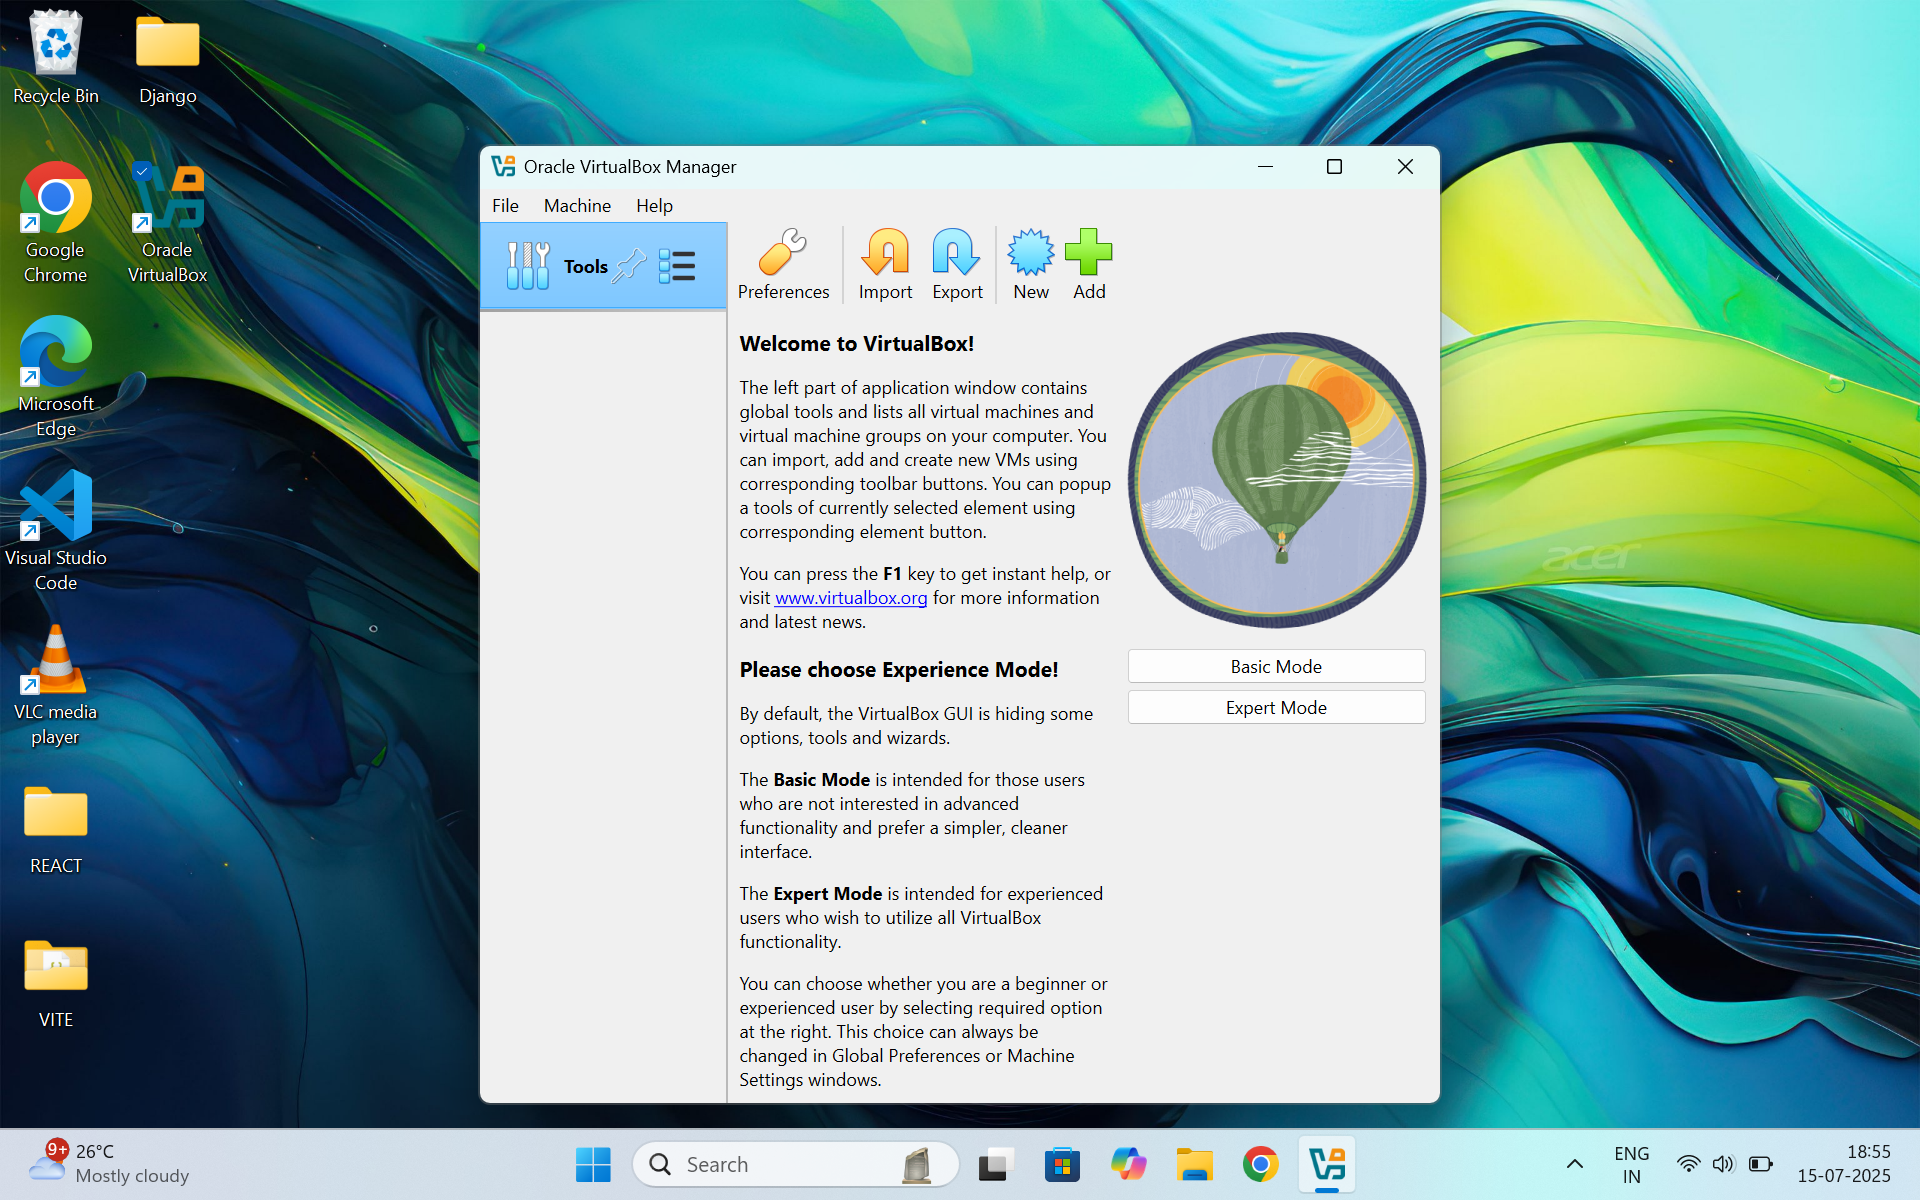 Recycle Bin
Django
Google
Chrome
Oracle
VirtualBox
Microsoft
Edge
Visual Studio
Code
VLC media
player
REACT
VITE
Oracle VirtualBox Manager
File Machine Help
Tools
Preferences Import Export New Add
Welcome to VirtualBox!
The left part of application window contains
global tools and lists all virtual machines and
virtual machine groups on your computer. You
can import, add and create new VMs using
corresponding toolbar buttons. You can popup
a tools of currently selected element using
corresponding element button.
You can press the F1 key to get instant help, or
visit www.virtualbox.org for more information
and latest news.
Please choose Experience Mode!
By default, the VirtualBox GUI is hiding some
options, tools and wizards.
The Basic Mode is intended for those users
who are not interested in advanced
functionality and prefer a simpler, cleaner
interface.
The Expert Mode is intended for experienced
users who wish to utilize all VirtualBox
functionality.
You can choose whether you are a beginner or
experienced user by selecting required option
at the right. This choice can always be
changed in Global Preferences or Machine
Settings windows.
Basic Mode
Expert Mode
acer
9+
26°C
Mostly cloudy
Search
ENG
IN
18:55
15-07-2025